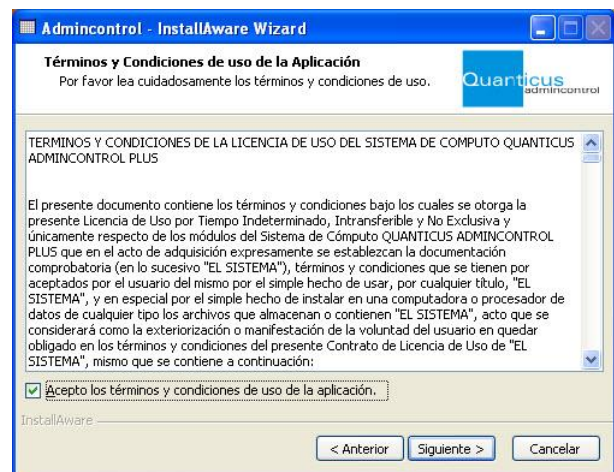 Admincontrol - InstallAware Wizard
Términos y Condiciones de uso de la Aplicación
Por favor lea cuidadosamente los términos y condiciones de uso.
Quanticus
admincontrol
TERMINOS Y CONDICIONES DE LA LICENCIA DE USO DEL SISTEMA DE COMPUTO QUANTICUS
ADMINCONTROL PLUS
El presente documento contiene los términos y condiciones bajo los cuales se otorga la
presente Licencia de Uso por Tiempo Indeterminado, Intransferible y No Exclusiva y
únicamente respecto de los módulos del Sistema de Cómputo QUANTICUS ADMINCONTROL
PLUS que en el acto de adquisición expresamente se establezcan la documentación
comprobatoria (en lo sucesivo "EL SISTEMA"), términos y condiciones que se tienen por
aceptados por el usuario del mismo por el simple hecho de usar, por cualquier título, "EL
SISTEMA", y en especial por el simple hecho de instalar en una computadora o procesador de
datos de cualquier tipo los archivos que almacenan o contienen "EL SISTEMA", acto que se
considerará como la exteriorización o manifestación de la voluntad del usuario en quedar
obligado en los términos y condiciones del presente Contrato de Licencia de Uso de "EL
SISTEMA", mismo que se contiene a continuación:
Acepto los términos y condiciones de uso de la aplicación.
InstallAware
< Anterior
Siguiente >
Cancelar